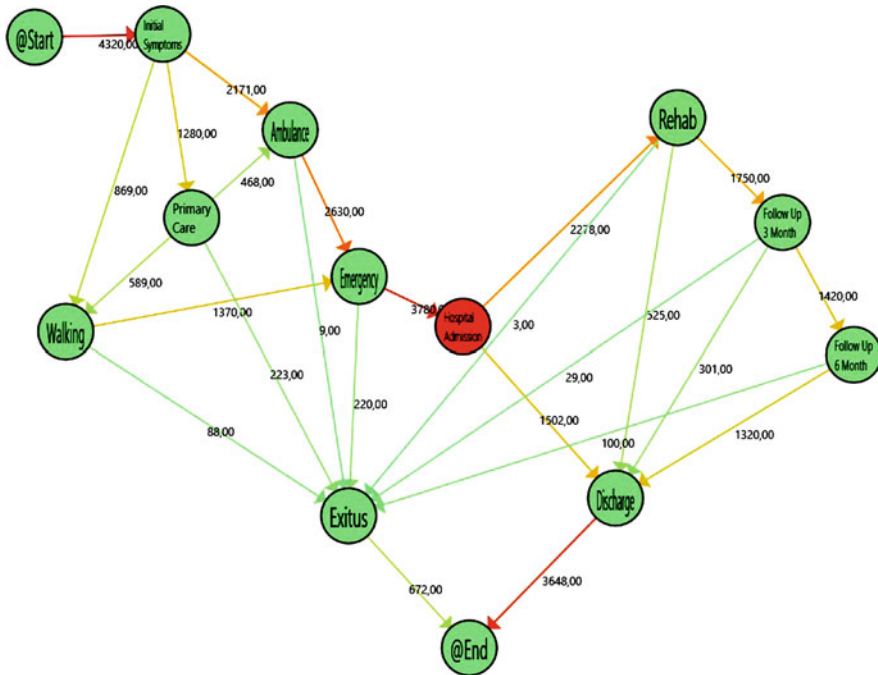 @Start
4320,00
Initial
Symptoms
2171,00
Ambulance
1280,00
869,00
468,00
Primary
Care
2630,00
589,00
Emergency
Walking
1370,00
3780,00
Hospital
Admission
9,00
223,00
220,00
88,00
Exitus
Rehab
1750,00
Follow Up
3 Month
2278,00
3,00
525,00
1420,00
Follow Up
6 Month
29,00
301,00
1502,00
100,00
1320,00
Discharge
672,00
3648,00
@End